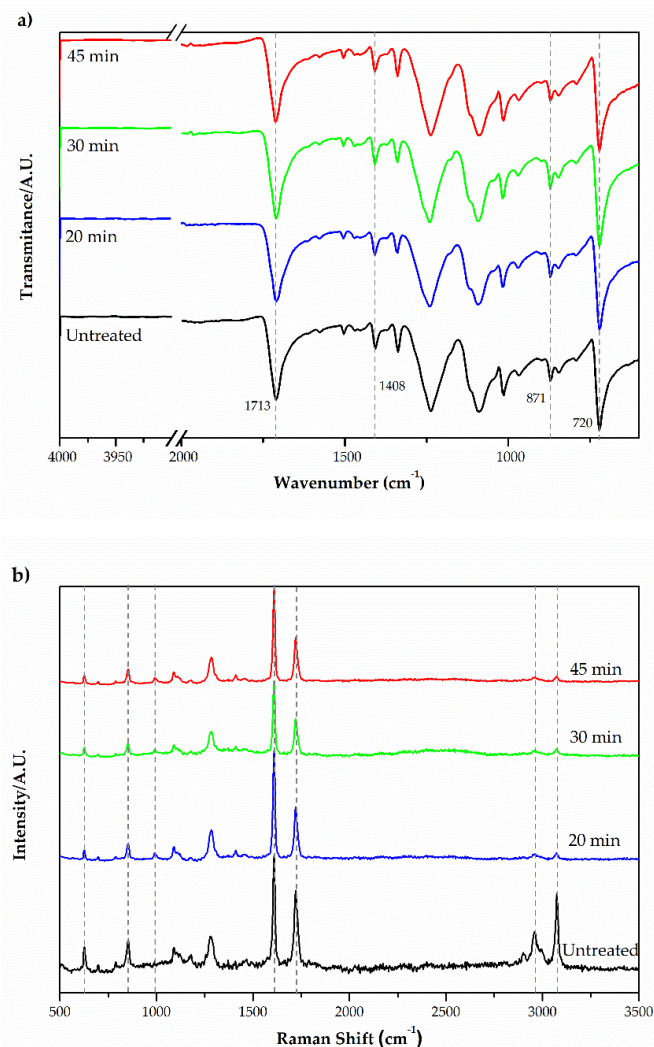 a)
45 min
30 min
20 min
Untreated
1713
1408
871
720
Transmitance/A.U.
4000 3950 2000 1500 1000
Wavenumber (cm⁻¹)
b)
45 min
30 min
20 min
Untreated
Intensity/A.U.
500 1000 1500 2000 2500 3000 3500
Raman Shift (cm⁻¹)